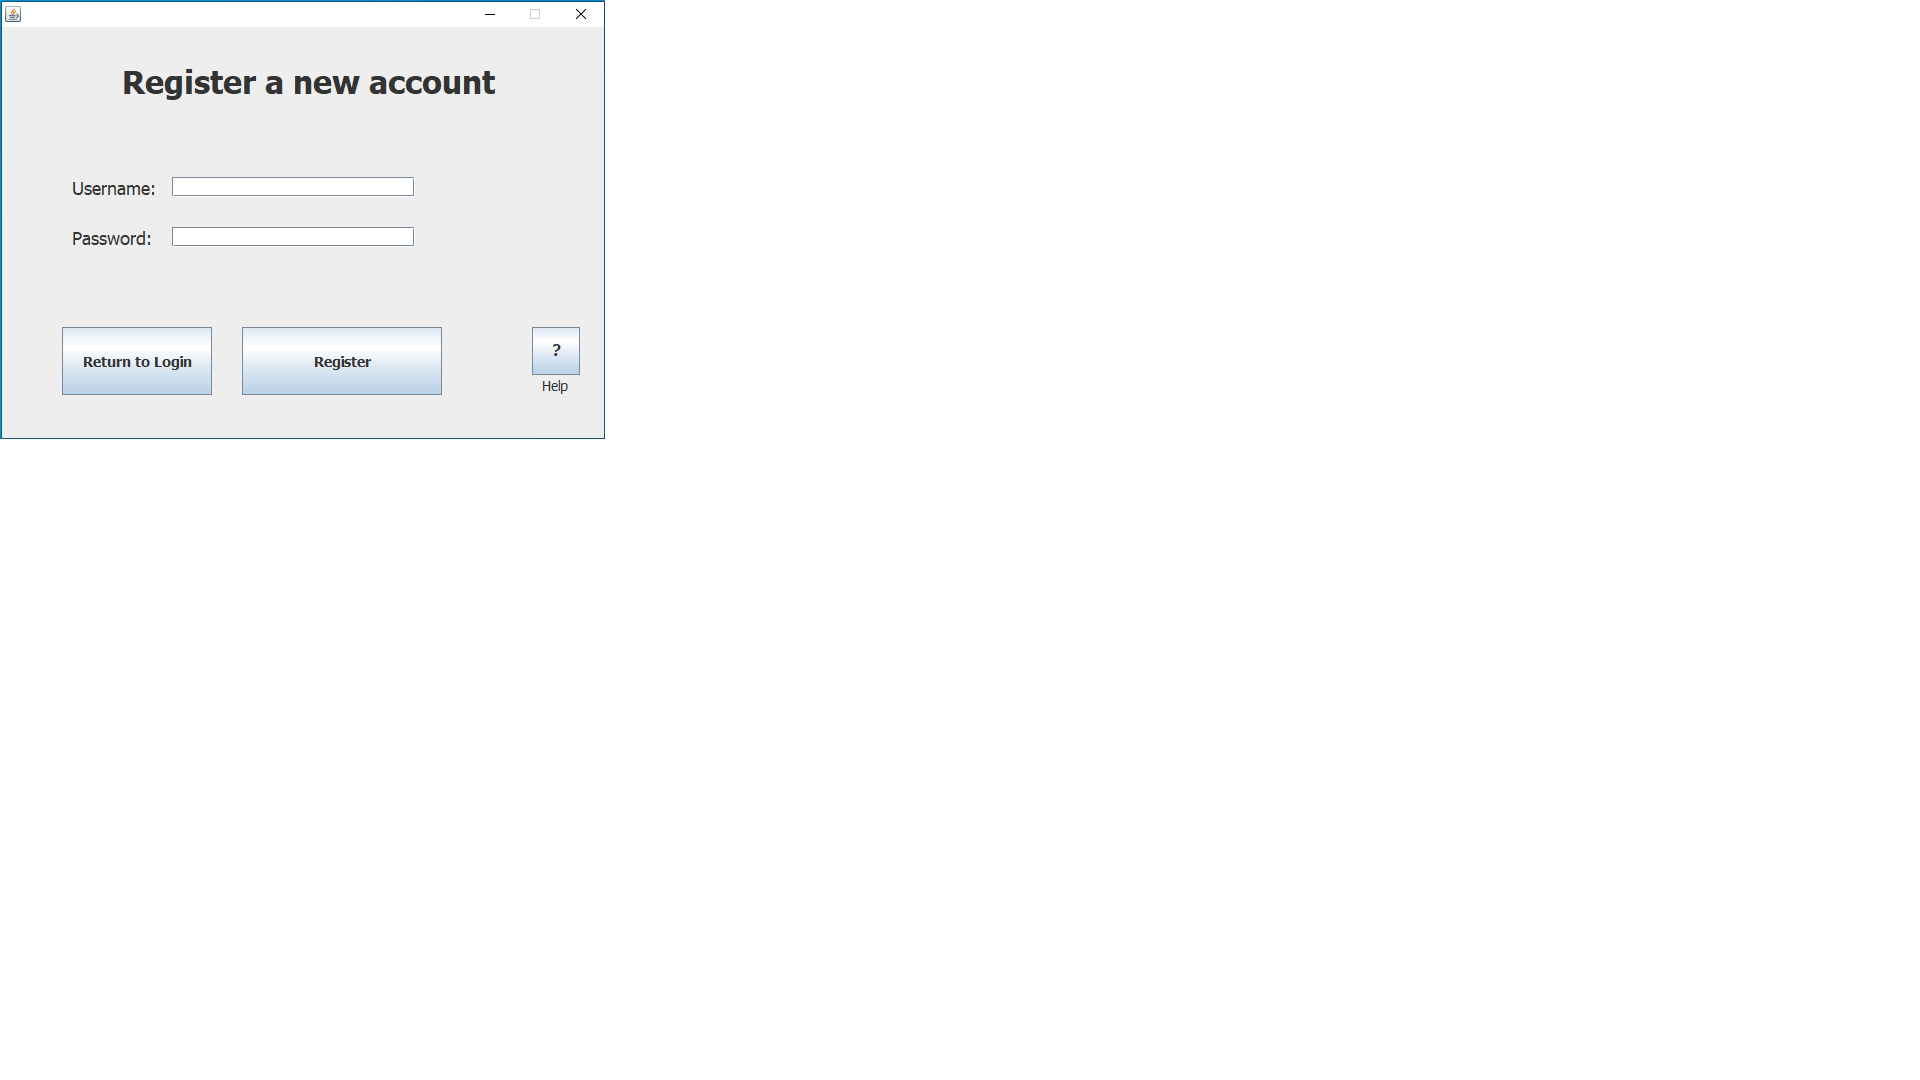 Register a new account
Username:
Password:
Return to Login
Register
?
Help